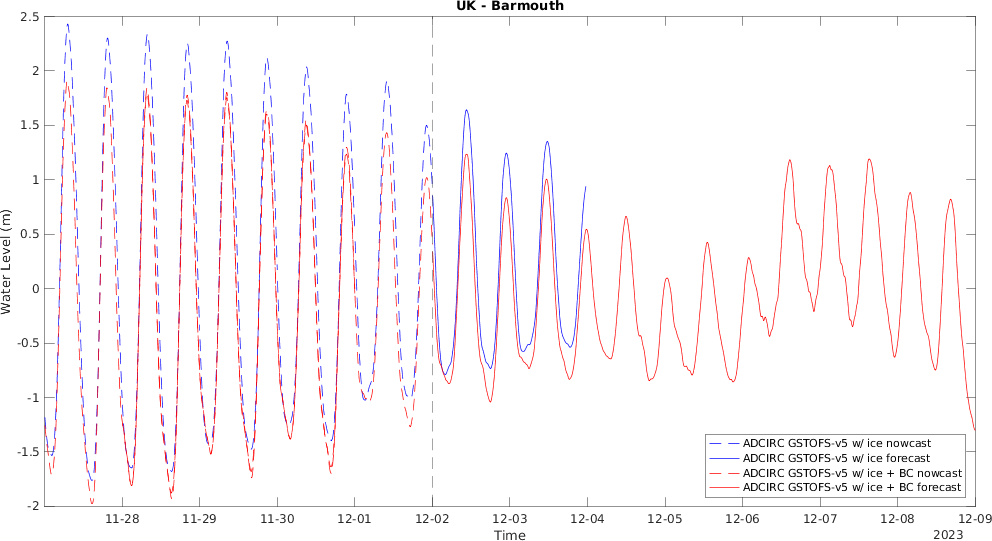 UK - Barmouth
2.5
2
1.5
1
0.5
0
-0.5
-1
-1.5
-2
Water Level (m)
11-28 11-29 11-30 12-01 12-02 12-03 12-04 12-05 12-06 12-07 12-08 12-09
Time
2023
ADCIRC GSTOFS-v5 w/ ice nowcast
ADCIRC GSTOFS-v5 w/ ice forecast
ADCIRC GSTOFS-v5 w/ ice + BC nowcast
ADCIRC GSTOFS-v5 w/ ice + BC forecast